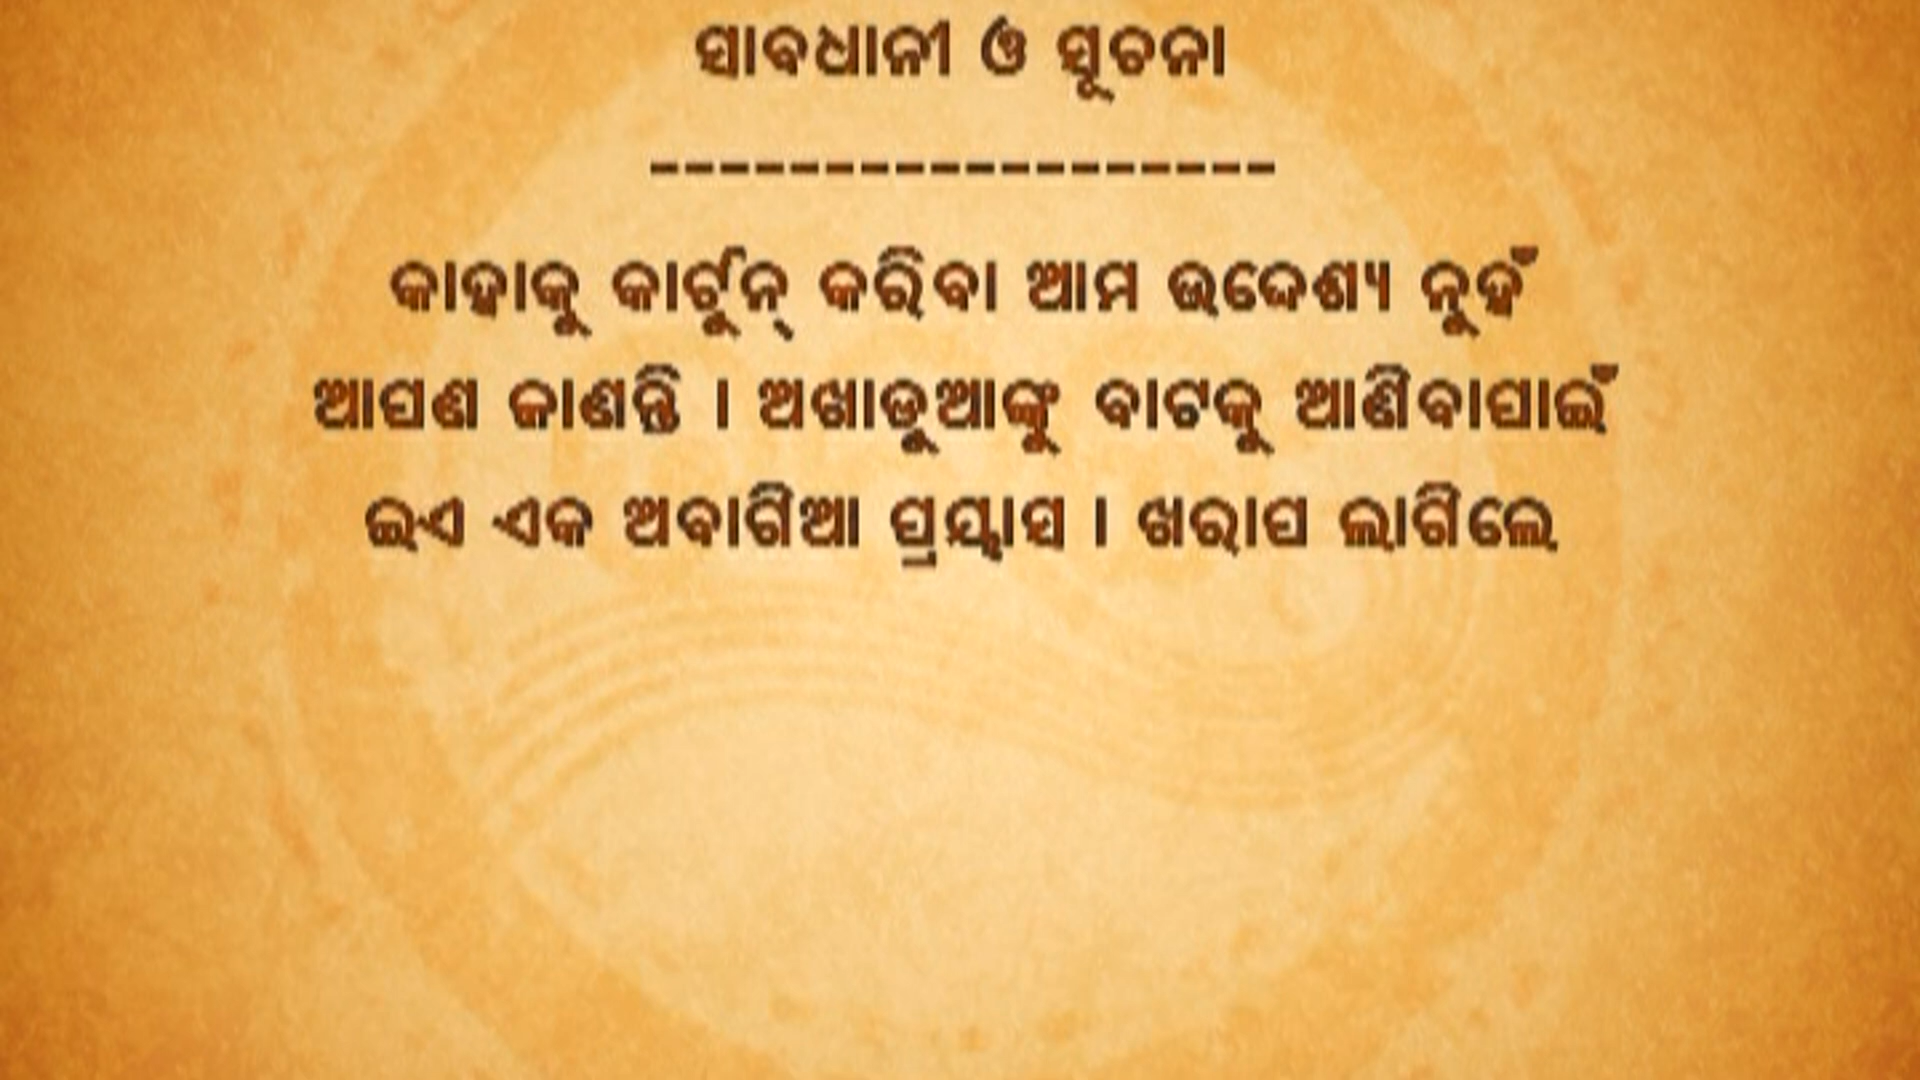 ସାବଧାନୀ ଓ ସୂଚନା
------------------
କାହାକୁ କାର୍ଟୁନ୍ କରିବା ଆମ ଉଦ୍ଦେଶ୍ୟ ନୁହଁ
ଆପଣ ଜାଣନ୍ତି । ଅଖାଡୁଆଙ୍କୁ ବାଟକୁ ଆଣିବାପାଇଁ
ଇଏ ଏକ ଅବାଗିଆ ପ୍ରୟାସ । ଖରାପ ଲାଗିଲେ